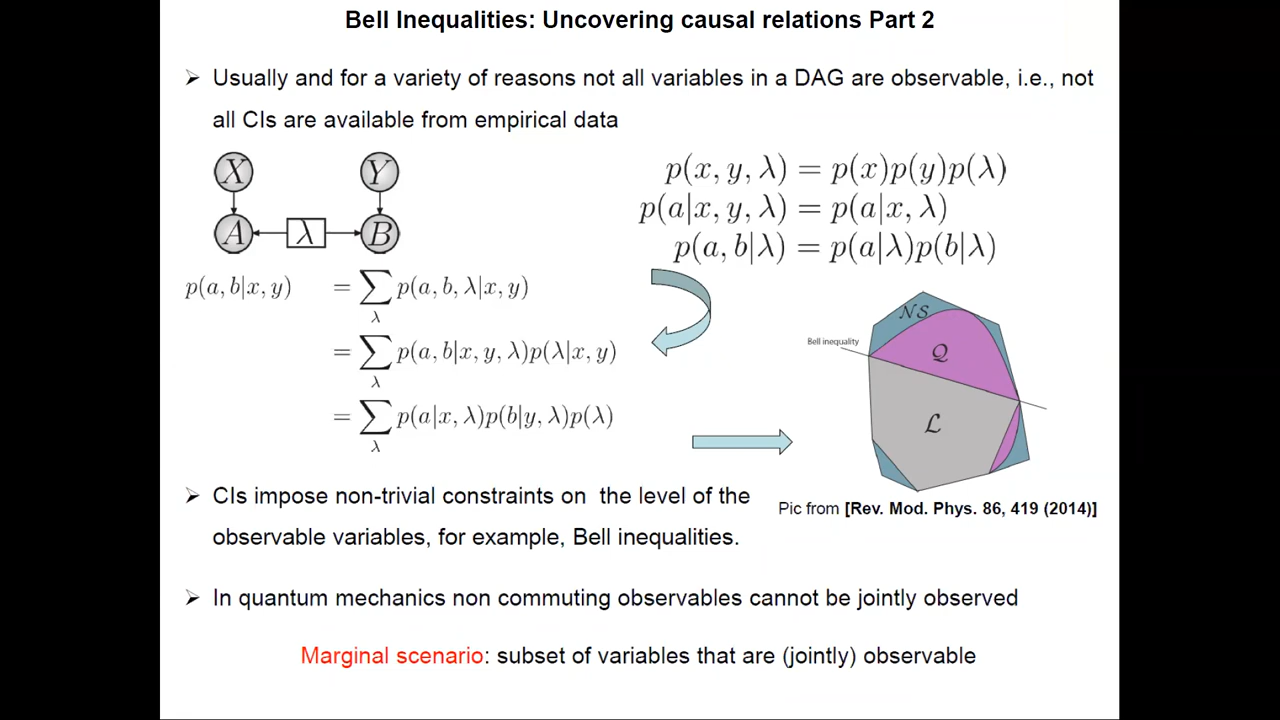 Bell Inequalities: Uncovering causal relations Part 2
➢ Usually and for a variety of reasons not all variables in a DAG are observable, i.e., not
all CIs are available from empirical data
X Y
A λ B
p(x, y, λ) = p(x)p(y)p(λ)
p(a|x, y, λ) = p(a|x, λ)
p(a, b|λ) = p(a|λ)p(b|λ)
p(a, b|x, y) = ∑_λ p(a, b, λ|x, y)
= ∑_λ p(a, b|x, y, λ)p(λ|x, y)
= ∑_λ p(a|x, λ)p(b|y, λ)p(λ)
NS
Bell inequality
Q
L
Pic from [Rev. Mod. Phys. 86, 419 (2014)]
➢ CIs impose non-trivial constraints on the level of the
observable variables, for example, Bell inequalities.
➢ In quantum mechanics non commuting observables cannot be jointly observed
Marginal scenario: subset of variables that are (jointly) observable